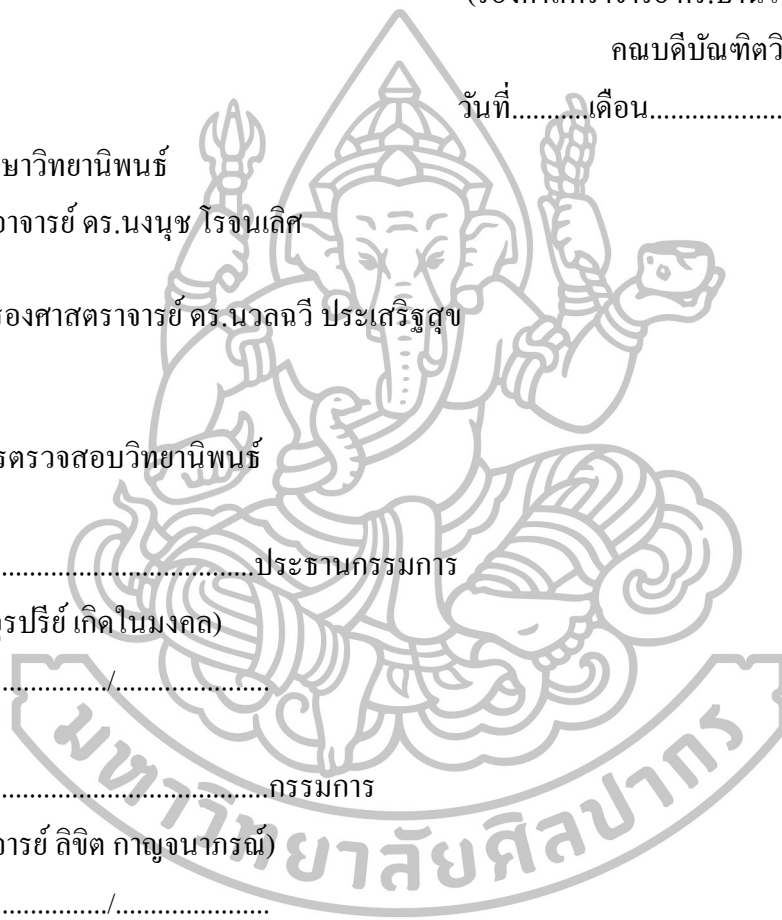 คณบดีบัณฑิตวิ
วันที่...........เดือน...................
ษาวิทยานิพนธ์
อาจารย์ ดร.นงนุช โรจนเลิศ
รองศาสตราจารย์ ดร.นวลฉวี ประเสริฐสุข
รตรวจสอบวิทยานิพนธ์
....................................ประธานกรรมการ
รปรีย์ เกิดในมงคล)
.............../......................
......................................กรรมการ
ารย์ ลิขิต กาญจนาภรณ์)
.............../......................
มหาวิทยาลัยศิลปากร